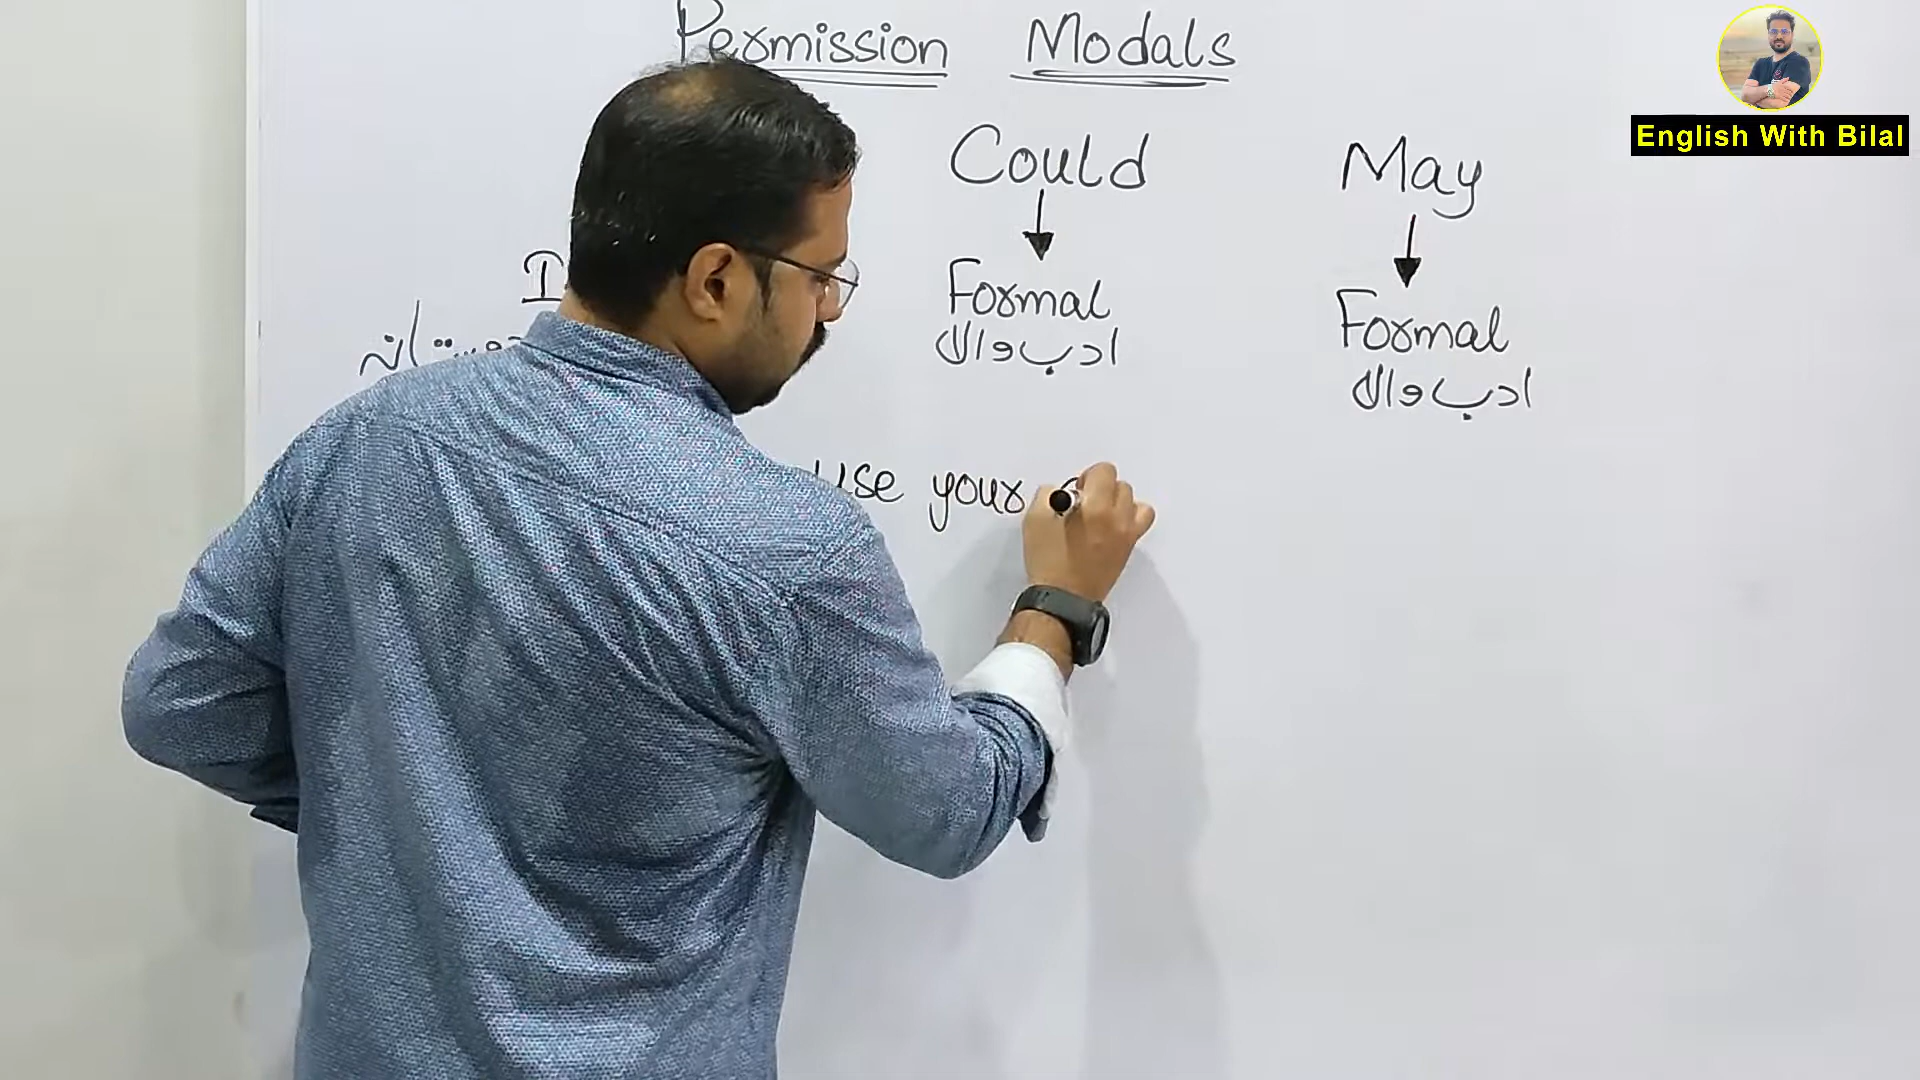 Permission Modals
English With Bilal
Could May
Formal Formal
ادب والا ادب والا
use your